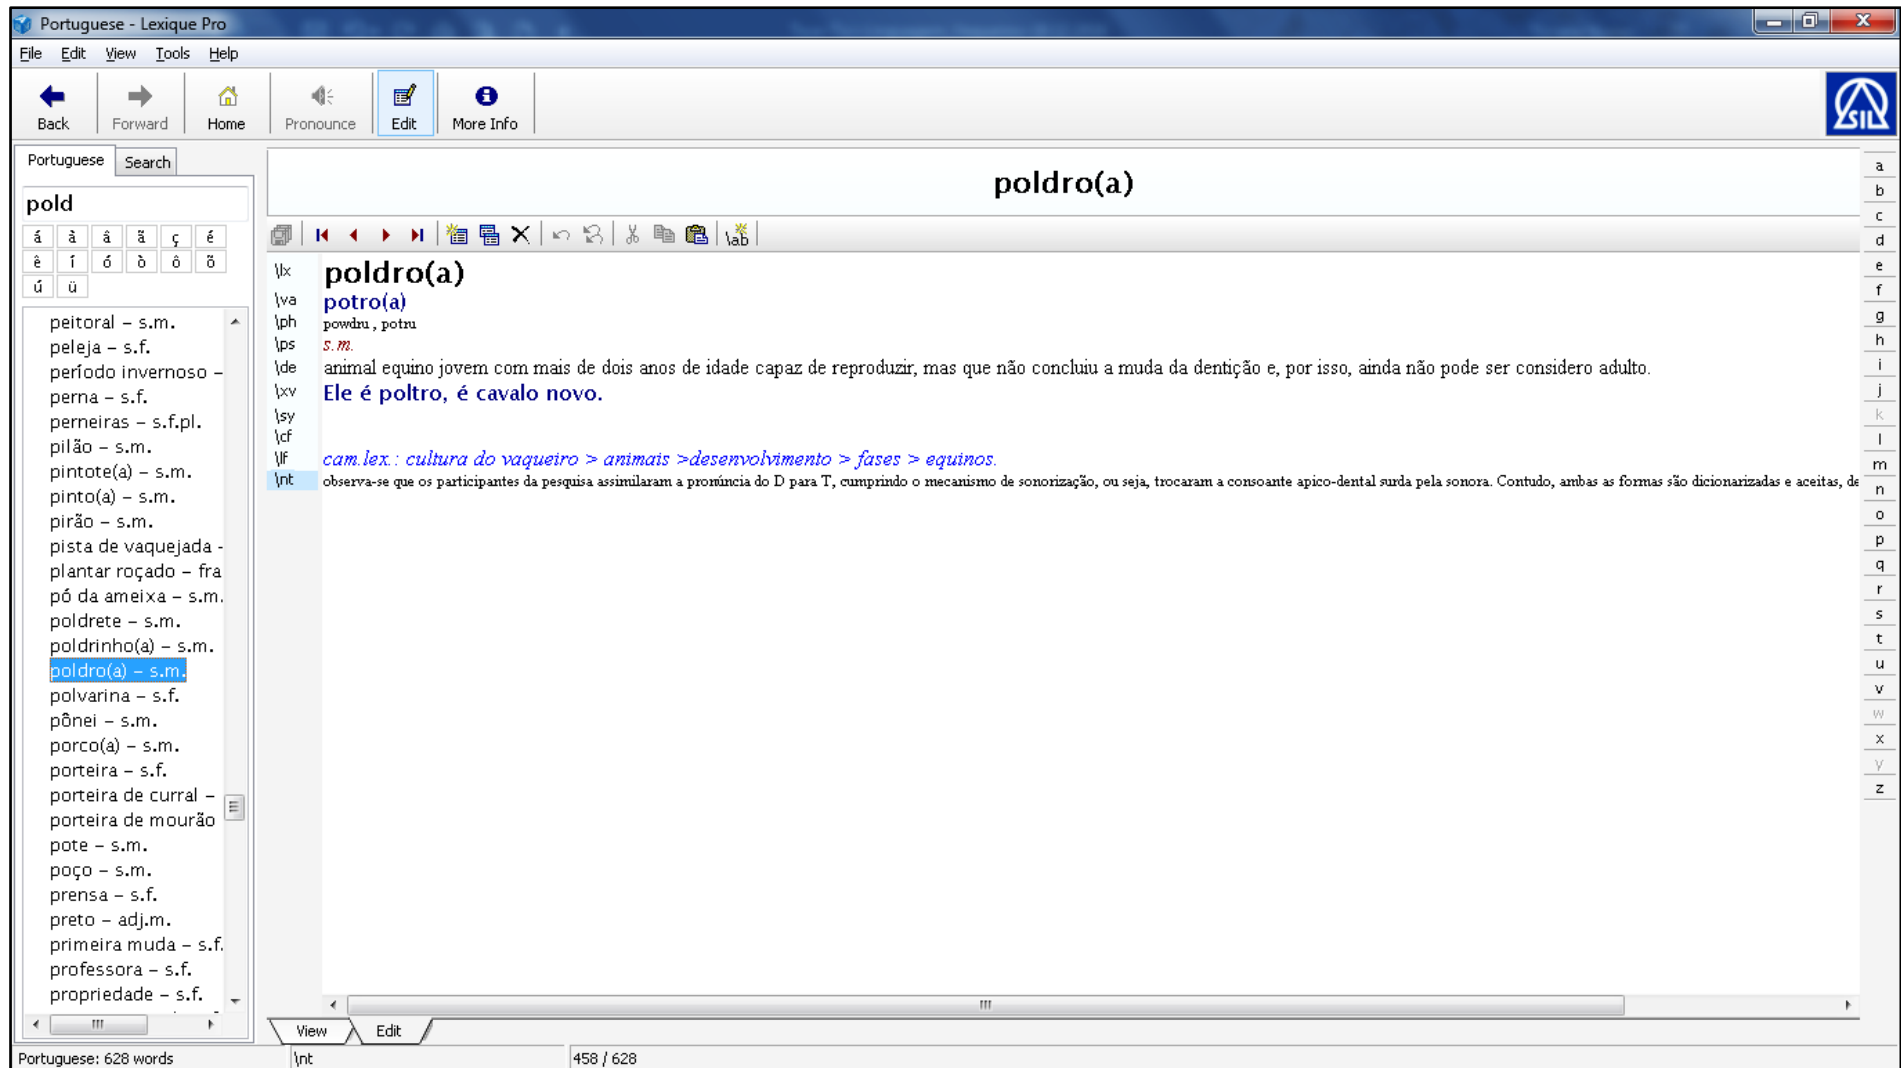 Portuguese - Lexique Pro
File Edit View Tools Help
Back Forward Home Pronounce Edit More Info
SIL
Portuguese Search
pold
á à â ã ç é
ê í ó ò ô õ
ú ü
peitoral – s.m.
peleja – s.f.
período invernoso –
perna – s.f.
perneiras – s.f.pl.
pilão – s.m.
pintote(a) – s.m.
pinto(a) – s.m.
pirão – s.m.
pista de vaquejada -
plantar roçado – fra
pó da ameixa – s.m.
poldrete – s.m.
poldrinho(a) – s.m.
poldro(a) – s.m.
polvarina – s.f.
pônei – s.m.
porco(a) – s.m.
porteira – s.f.
porteira de curral –
porteira de mourão
pote – s.m.
poço – s.m.
prensa – s.f.
preto – adj.m.
primeira muda – s.f.
professora – s.f.
propriedade – s.f.
poldro(a)
\ab
\lx poldro(a)
\va potro(a)
\ph powdru , potru
\ps s.m.
\de animal equino jovem com mais de dois anos de idade capaz de reproduzir, mas que não concluiu a muda da dentição e, por isso, ainda não pode ser considero adulto.
\xv Ele é poltro, é cavalo novo.
\sy
\cf
\lf cam.lex.: cultura do vaqueiro > animais >desenvolvimento > fases > equinos.
\nt observa-se que os participantes da pesquisa assimilaram a pronúncia do D para T, cumprindo o mecanismo de sonorização, ou seja, trocaram a consoante apico-dental surda pela sonora. Contudo, ambas as formas são dicionarizadas e aceitas, de
a
b
c
d
e
f
g
h
i
j
k
l
m
n
o
p
q
r
s
t
u
v
w
x
y
z
View Edit
Portuguese: 628 words \nt 458 / 628